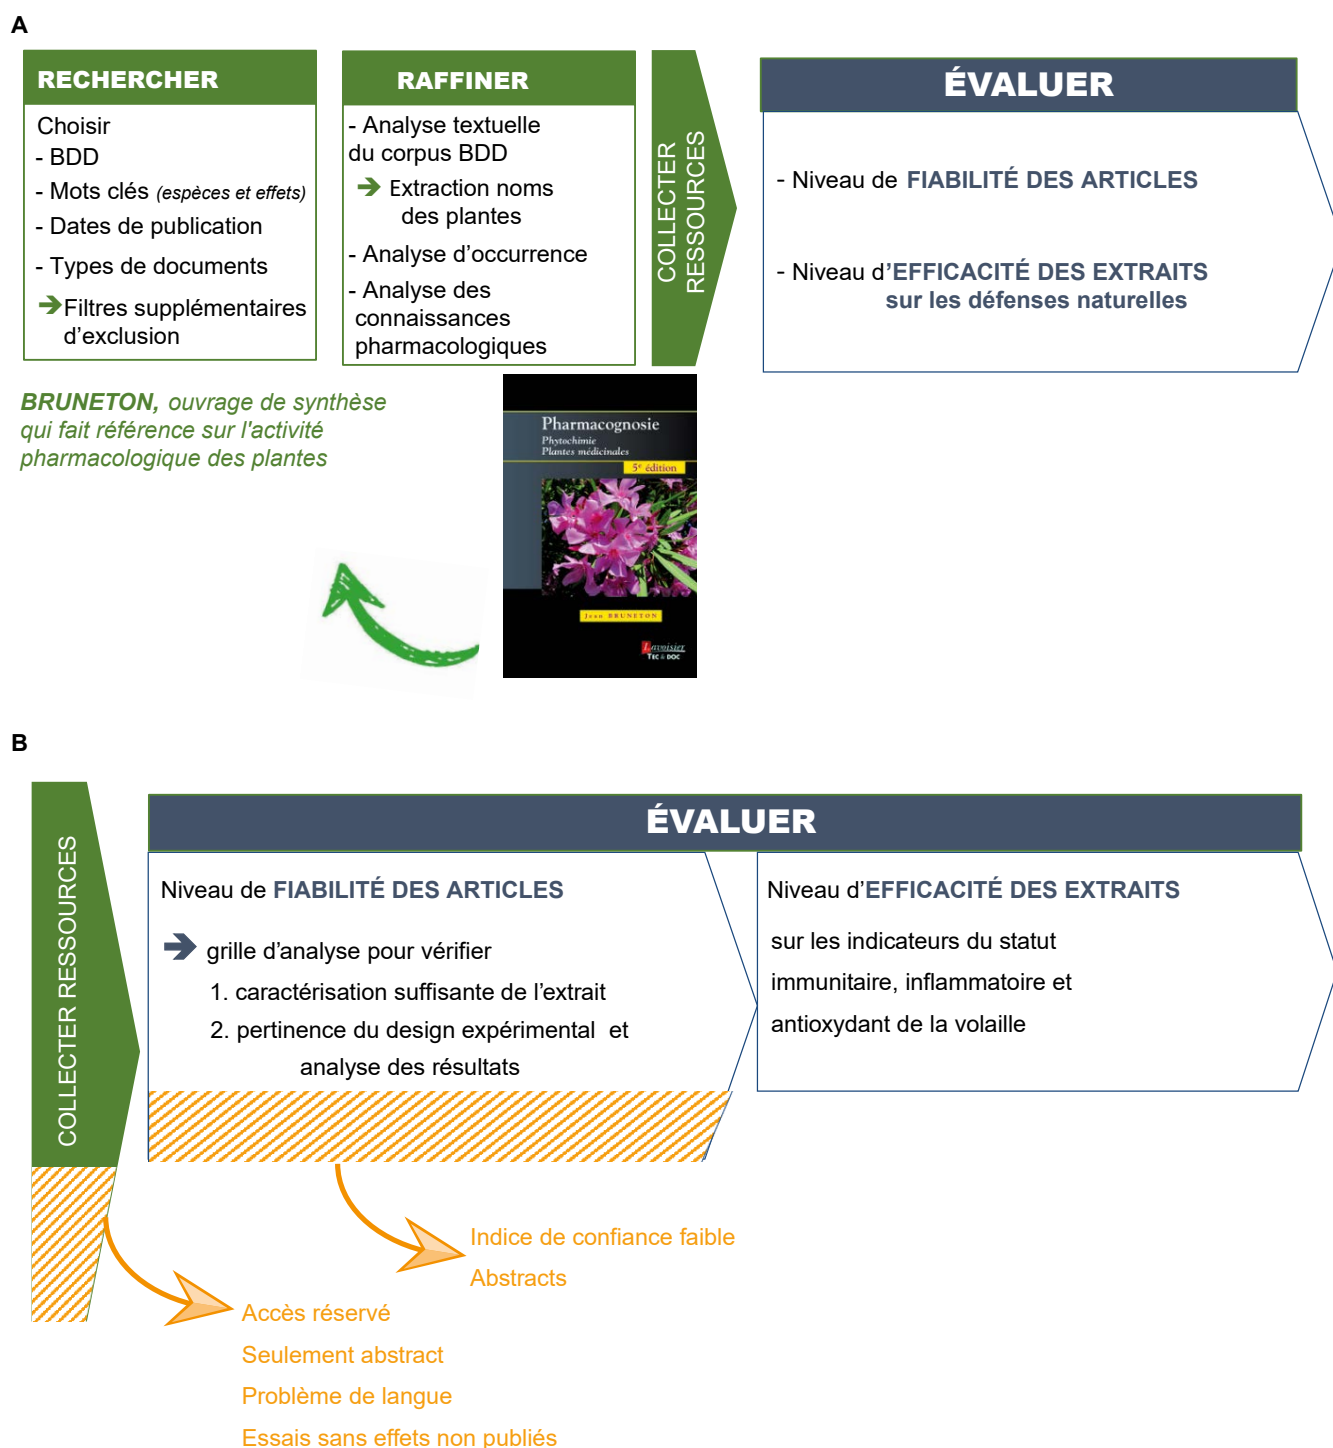 A
RECHERCHER
Choisir
- BDD
- Mots clés (espèces et effets)
- Dates de publication
- Types de documents
Filtres supplémentaires
d'exclusion
RAFFINER
- Analyse textuelle
du corpus BDD
Extraction noms
des plantes
- Analyse d'occurrence
- Analyse des
connaissances
pharmacologiques
COLLECTER
RESSOURCES
ÉVALUER
- Niveau de FIABILITÉ DES ARTICLES
- Niveau d'EFFICACITÉ DES EXTRAITS
sur les défenses naturelles
BRUNETON, ouvrage de synthèse
qui fait référence sur l'activité
pharmacologique des plantes
Pharmacognosie
Phytochimie
Plantes médicinales
5e édition
Jean BRUNETON
Lavoisier
TEC & DOC
B
COLLECTER RESSOURCES
ÉVALUER
Niveau de FIABILITÉ DES ARTICLES
grille d'analyse pour vérifier
1. caractérisation suffisante de l'extrait
2. pertinence du design expérimental et
analyse des résultats
Niveau d'EFFICACITÉ DES EXTRAITS
sur les indicateurs du statut
immunitaire, inflammatoire et
antioxydant de la volaille
Indice de confiance faible
Abstracts
Accès réservé
Seulement abstract
Problème de langue
Essais sans effets non publiés